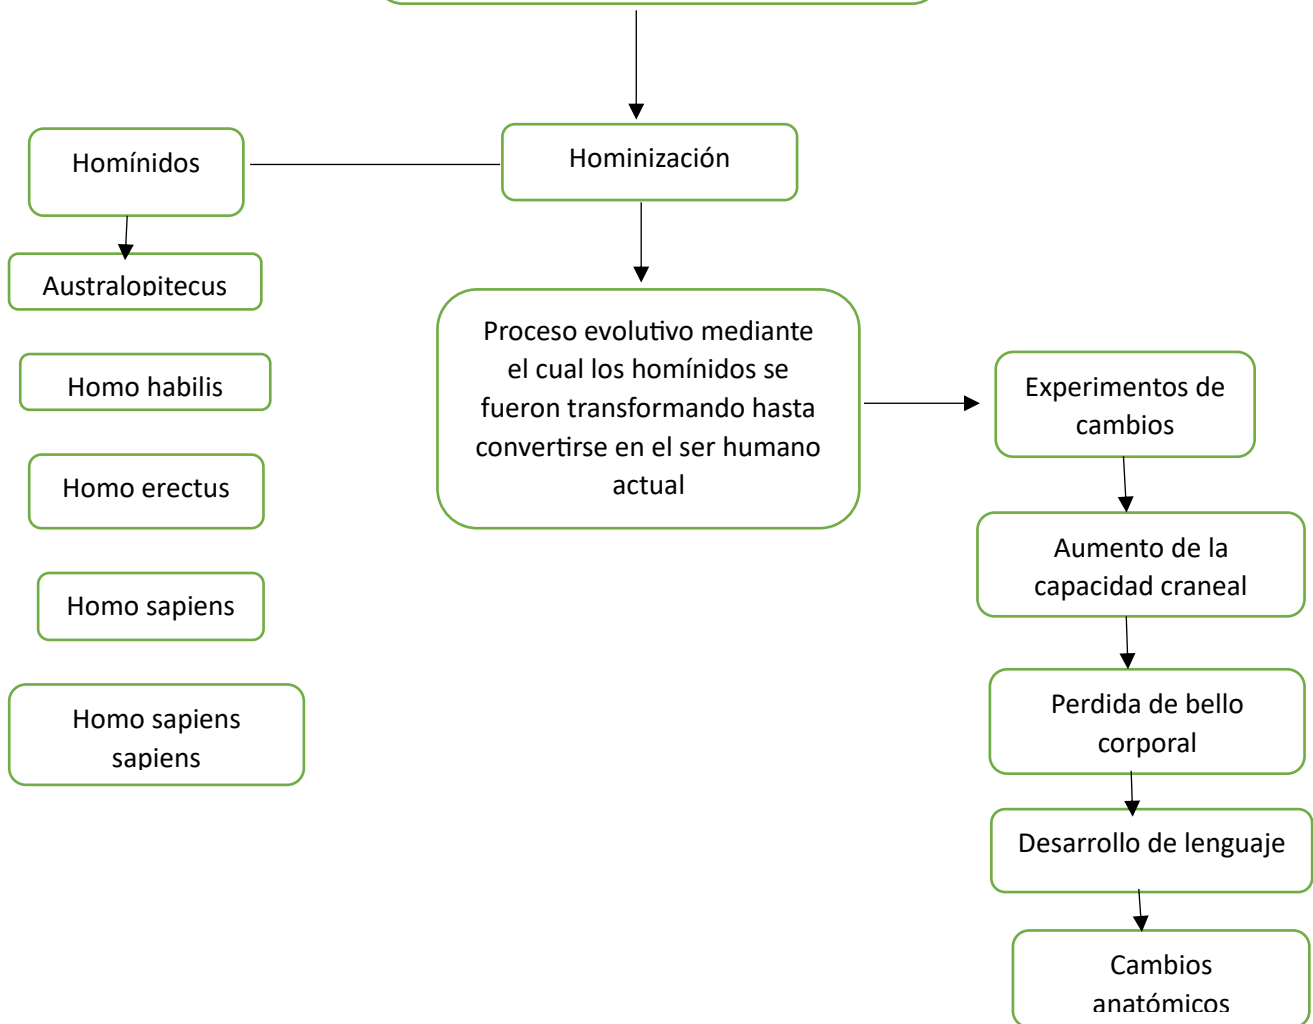 Homínidos
Hominización
Australopitecus
Homo habilis
Homo erectus
Homo sapiens
Homo sapiens
sapiens
Proceso evolutivo mediante
el cual los homínidos se
fueron transformando hasta
convertirse en el ser humano
actual
Experimentos de
cambios
Aumento de la
capacidad craneal
Perdida de bello
corporal
Desarrollo de lenguaje
Cambios
anatómicos